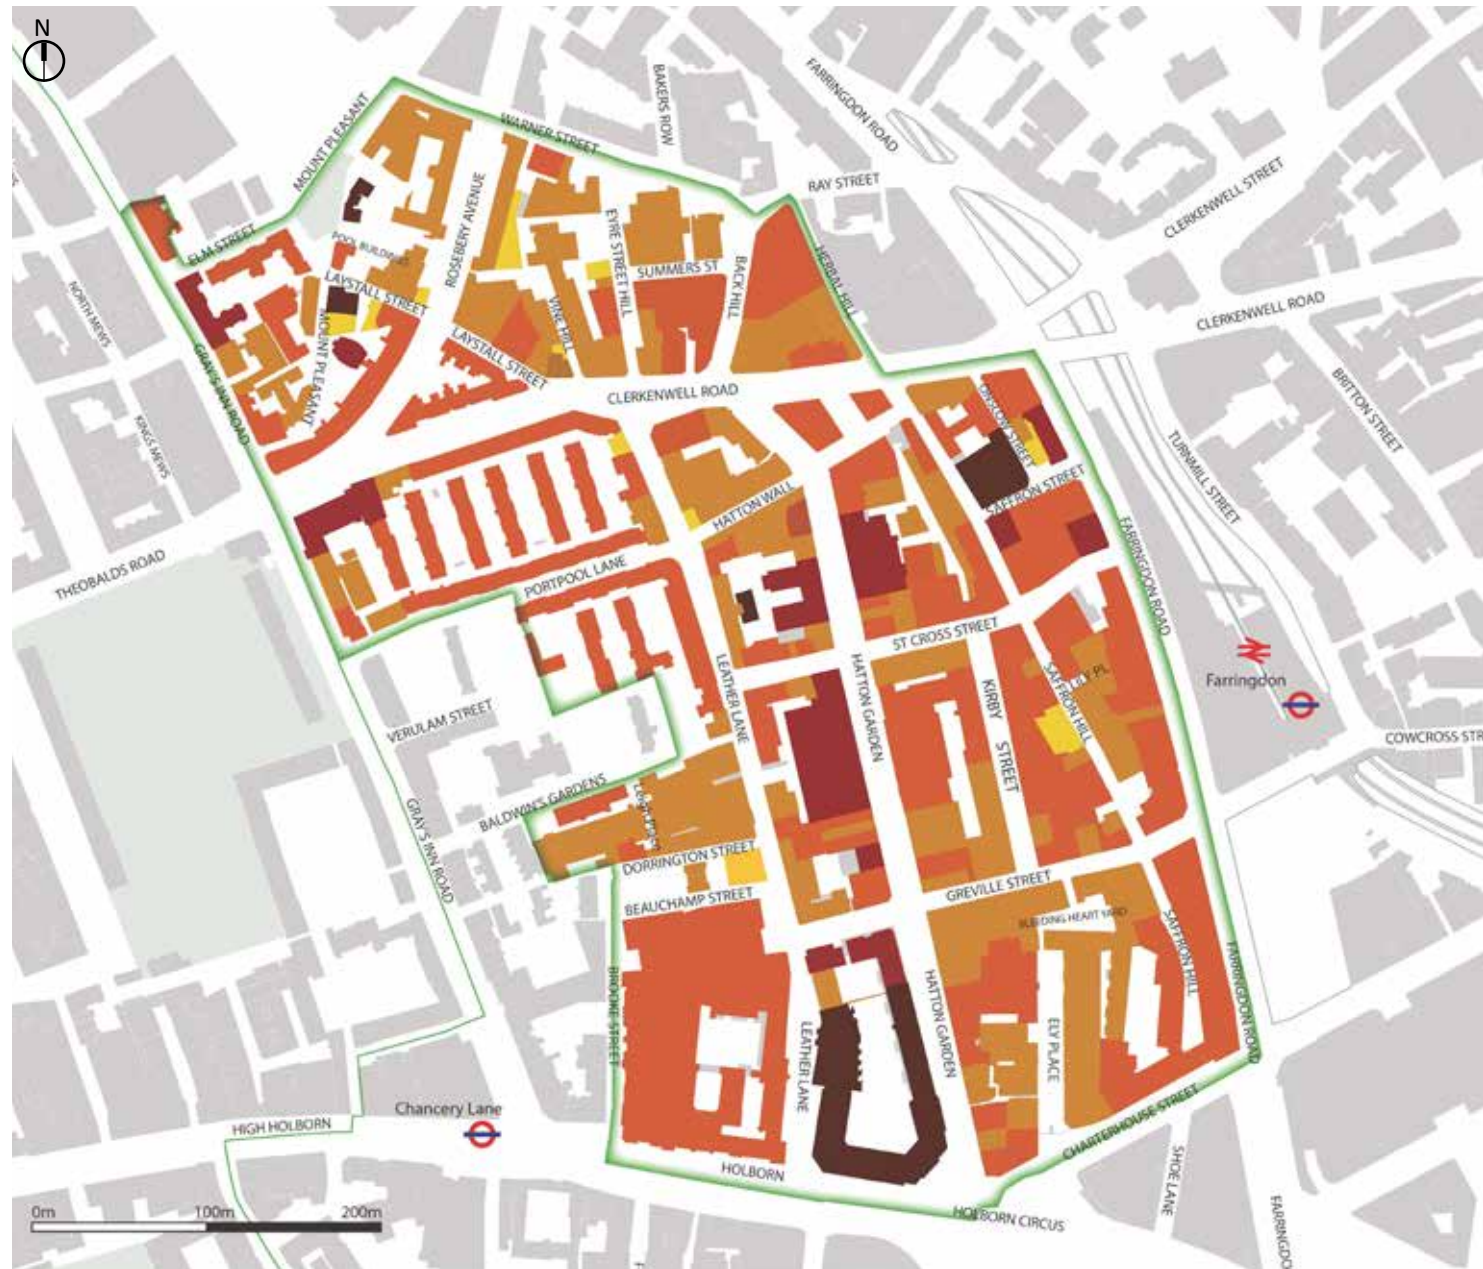 N
MOUNT PLEASANT
WARNER STREET
BAKERS ROW
FARRINGDON ROAD
RAY STREET
CLERKENWELL STREET
ELM STREET
POOL BUILDINGS
ROSEBERY AVENUE
EYRE STREET HILL
SUMMERS ST
BACK HILL
HERBAL HILL
LAYSTALL STREET
NORTH MEWS
MOUNT PLEASANT
VINE HILL
LAYSTALL STREET
CLERKENWELL ROAD
GRAY'S INN ROAD
CLERKENWELL ROAD
BRITTON STREET
KINGS MEWS
ONSLOW STREET
TURNMILL STREET
HATTON WALL
SAFFRON STREET
FARRINGDON ROAD
THEOBALDS ROAD
PORTPOOL LANE
ST CROSS STREET
LEATHER LANE
HATTON GARDEN
KIRBY STREET
SAFFRON HILL
LILY PL
Farringdon
VERULAM STREET
COWCROSS STR
BALDWIN'S GARDENS
GRAY'S INN ROAD
DORRINGTON STREET
BEAUCHAMP STREET
GREVILLE STREET
BLEEDING HEART YARD
SAFFRON HILL
FARRINGDON ROAD
BROOKE STREET
LEATHER LANE
HATTON GARDEN
ELY PLACE
Chancery Lane
HIGH HOLBORN
CHARTERHOUSE STREET
SHOE LANE
HOLBORN
HOLBORN CIRCUS
FARRINGDO
0m 100m 200m